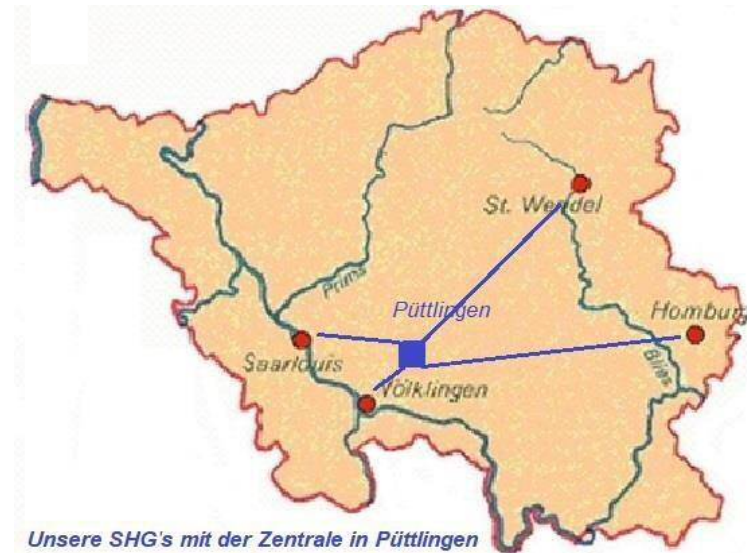 St. Wendel
Prims
Püttlingen
Homburg
Saarlouis
Blies
Völklingen
Unsere SHG's mit der Zentrale in Püttlingen